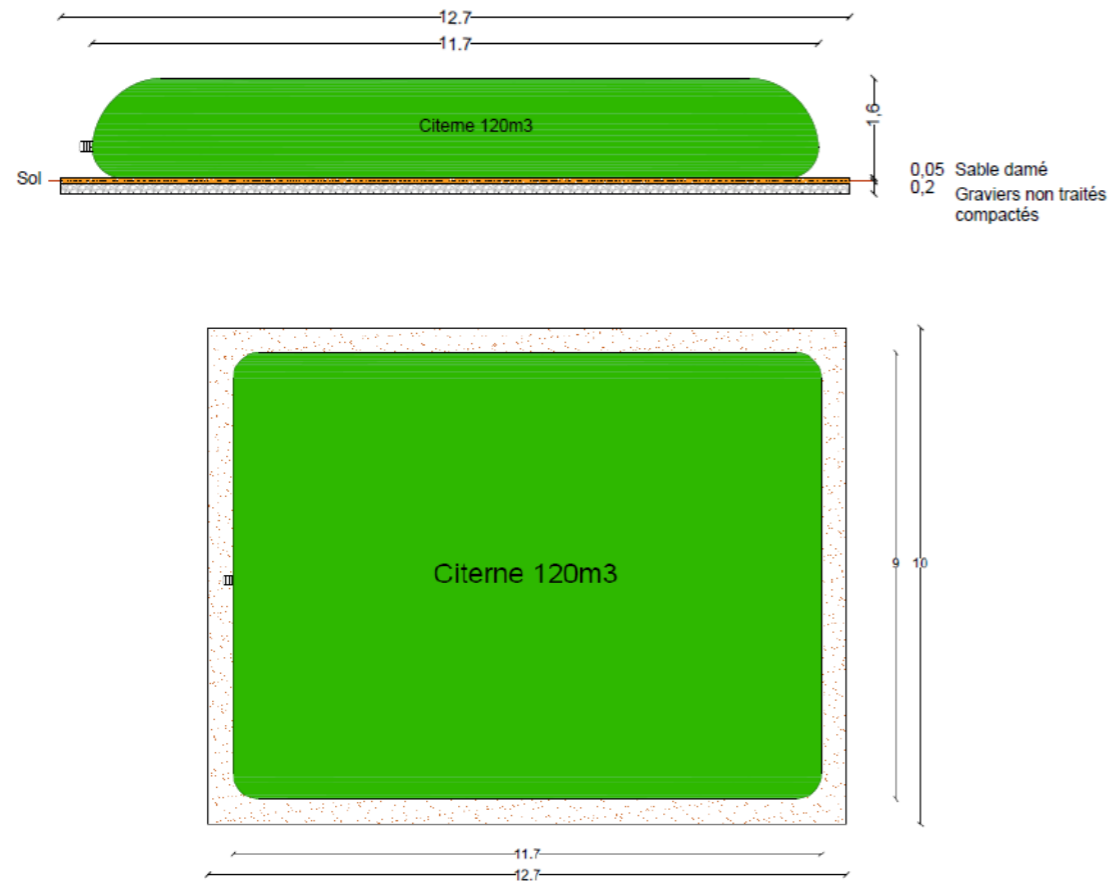 12.7
11.7
Citerne 120m3
1,6
Sol
0,05 Sable damé
0,2 Graviers non traités
compactés
Citerne 120m3
9 10
11.7
12.7